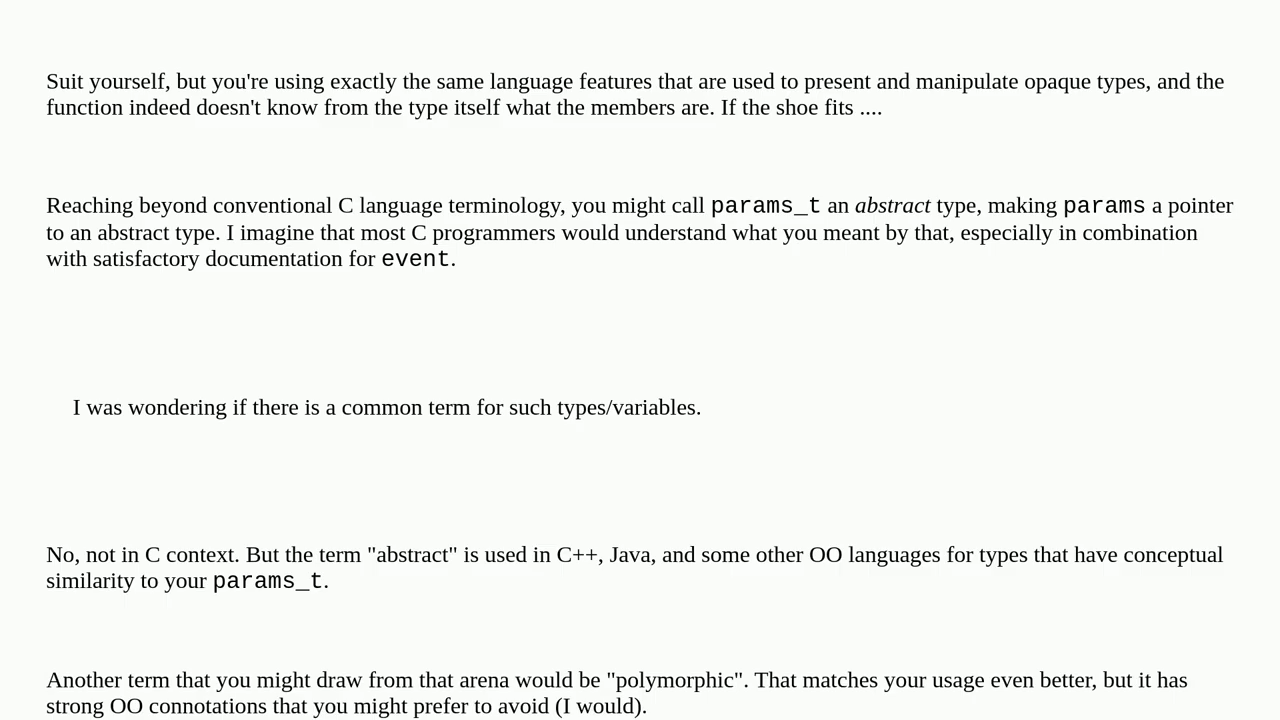 Suit yourself, but you're using exactly the same language features that are used to present and manipulate opaque types, and the
function indeed doesn't know from the type itself what the members are. If the shoe fits ....
Reaching beyond conventional C language terminology, you might call params_t an abstract type, making params a pointer
to an abstract type. I imagine that most C programmers would understand what you meant by that, especially in combination
with satisfactory documentation for event.
I was wondering if there is a common term for such types/variables.
No, not in C context. But the term "abstract" is used in C++, Java, and some other OO languages for types that have conceptual
similarity to your params_t.
Another term that you might draw from that arena would be "polymorphic". That matches your usage even better, but it has
strong OO connotations that you might prefer to avoid (I would).